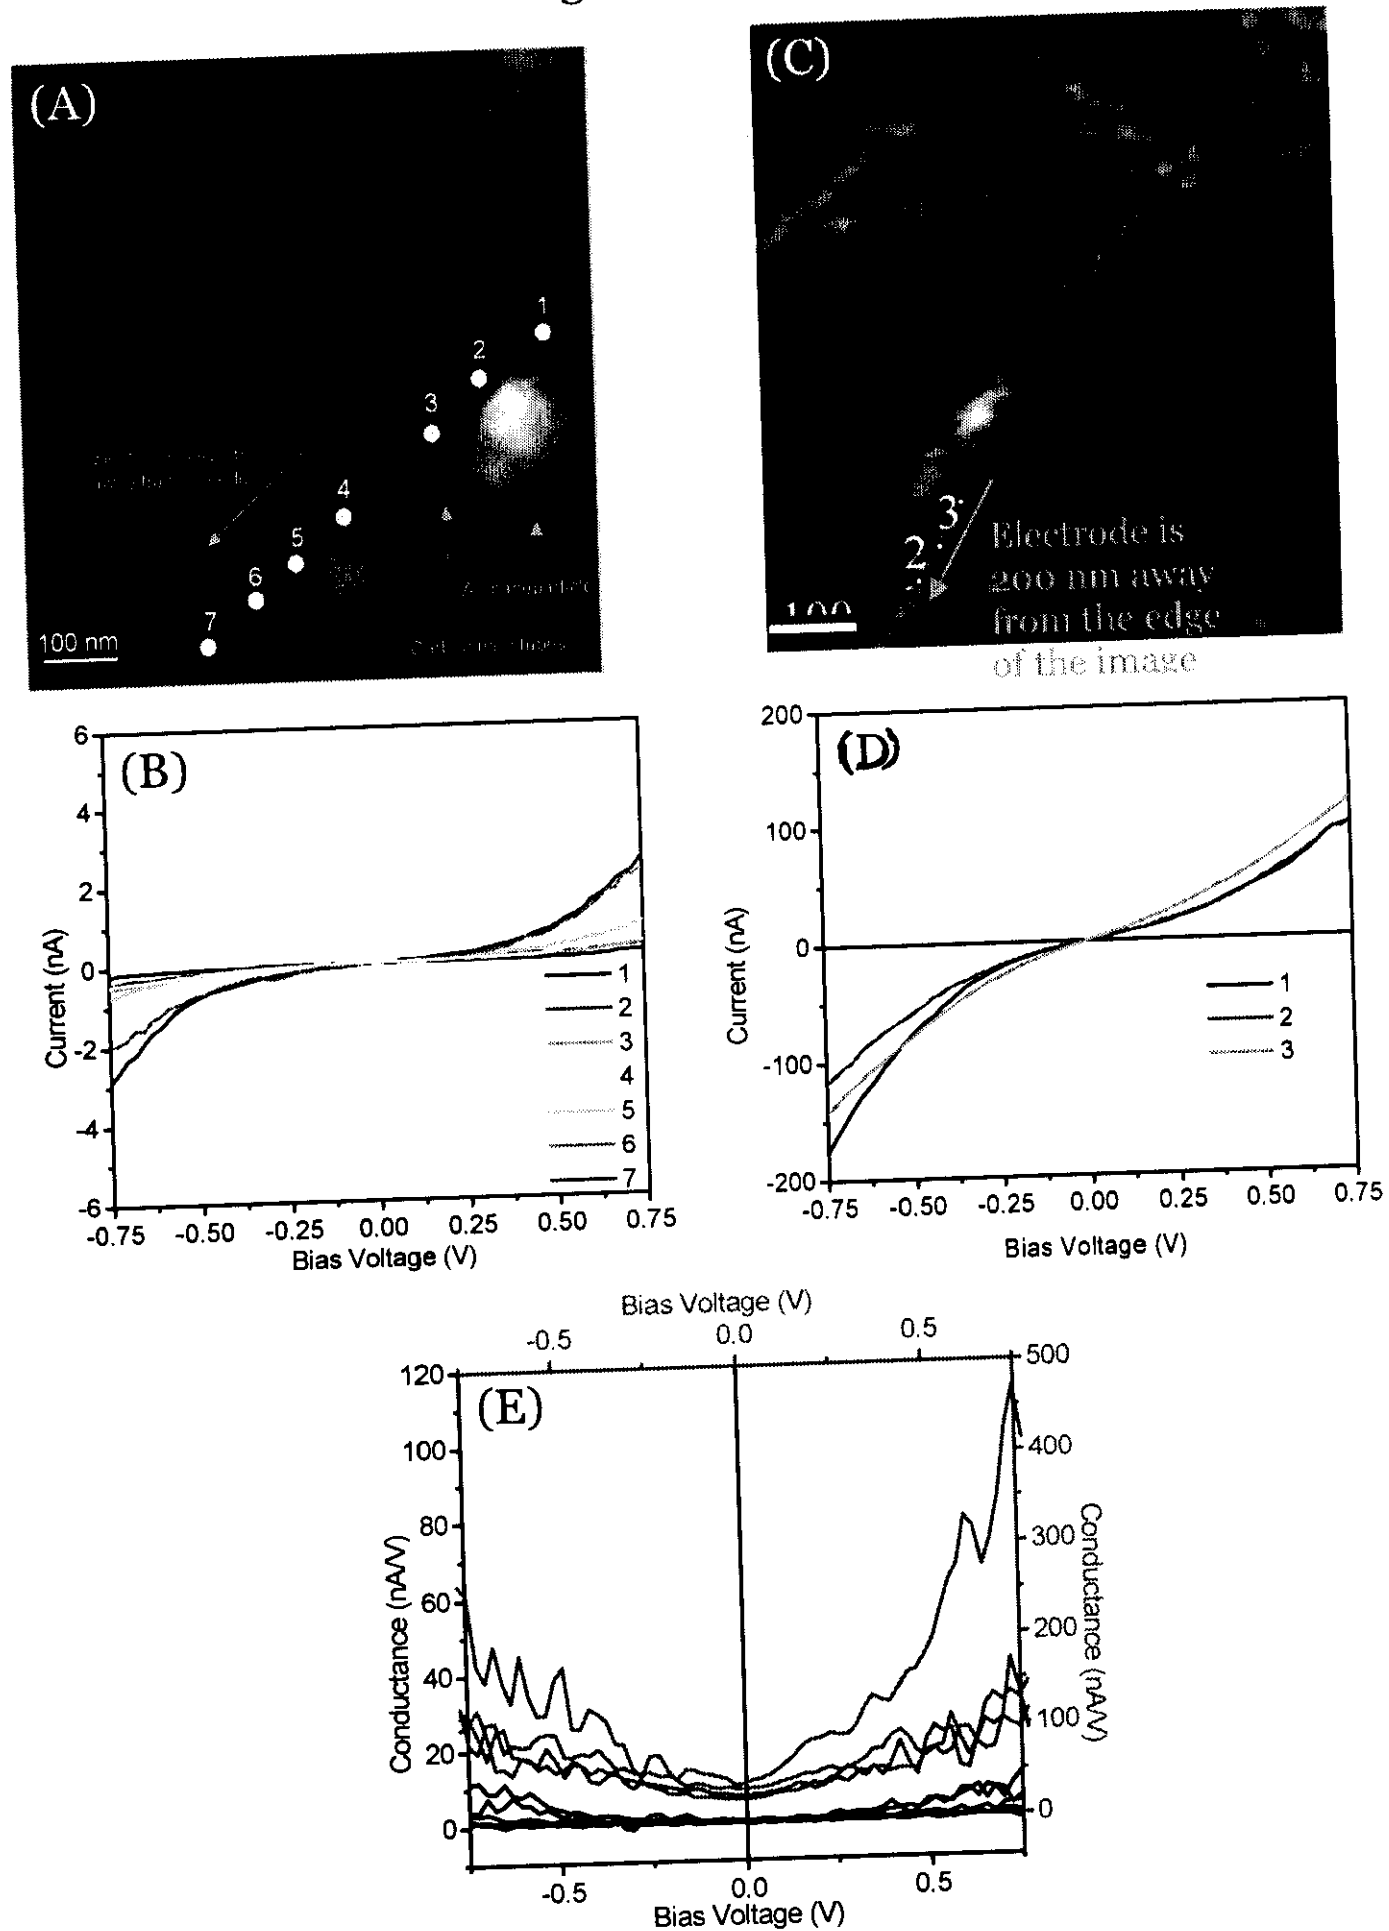 (A)
1
2
3
4
5
6
7
100 nm
(C)
3
2
Electrode is
200 nm away
from the edge
of the image
100
(B)
6
4
2
0
-2
-4
-6
Current (nA)
1
2
3
4
5
6
7
-0.75 -0.50 -0.25 0.00 0.25 0.50 0.75
Bias Voltage (V)
(D)
200
100
0
-100
-200
Current (nA)
1
2
3
-0.75 -0.50 -0.25 0.00 0.25 0.50 0.75
Bias Voltage (V)
Bias Voltage (V)
-0.5 0.0 0.5
(E)
120
100
80
60
40
20
0
Conductance (nA/V)
500
400
300
200
100
0
Conductance (nA/V)
-0.5 0.0 0.5
Bias Voltage (V)